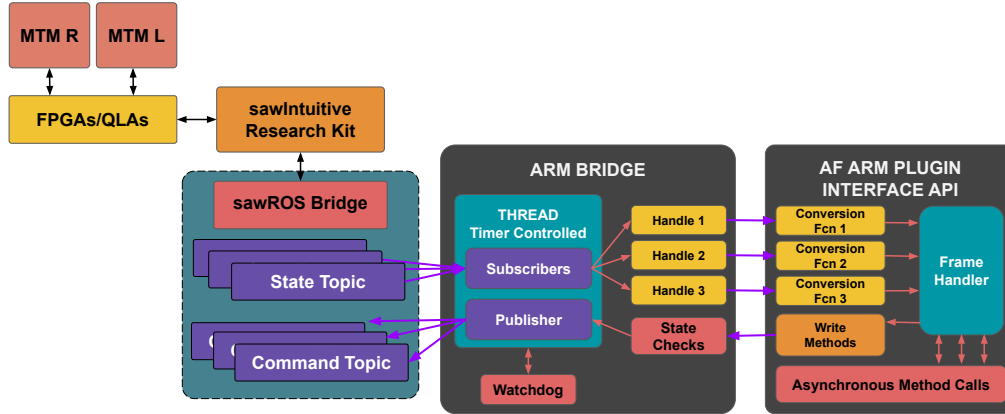 MTM R
MTM L
FPGAs/QLAs
sawIntuitive
Research Kit
sawROS Bridge
State Topic
C
C
Command Topic
ARM BRIDGE
THREAD
Timer Controlled
Subscribers
Publisher
Watchdog
Handle 1
Handle 2
Handle 3
State
Checks
AF ARM PLUGIN
INTERFACE API
Conversion
Fcn 1
Conversion
Fcn 2
Conversion
Fcn 3
Write
Methods
Frame
Handler
Asynchronous Method Calls